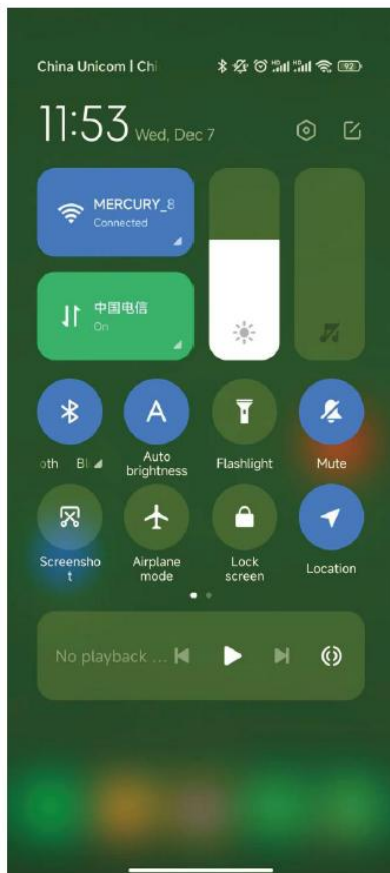 China Unicom | Chi
92
11:53 Wed, Dec 7
MERCURY_8
Connected
中国电信
On
oth Bl
A
Auto
brightness
Flashlight
Mute
Screensho
t
Airplane
mode
Lock
screen
Location
No playback ...